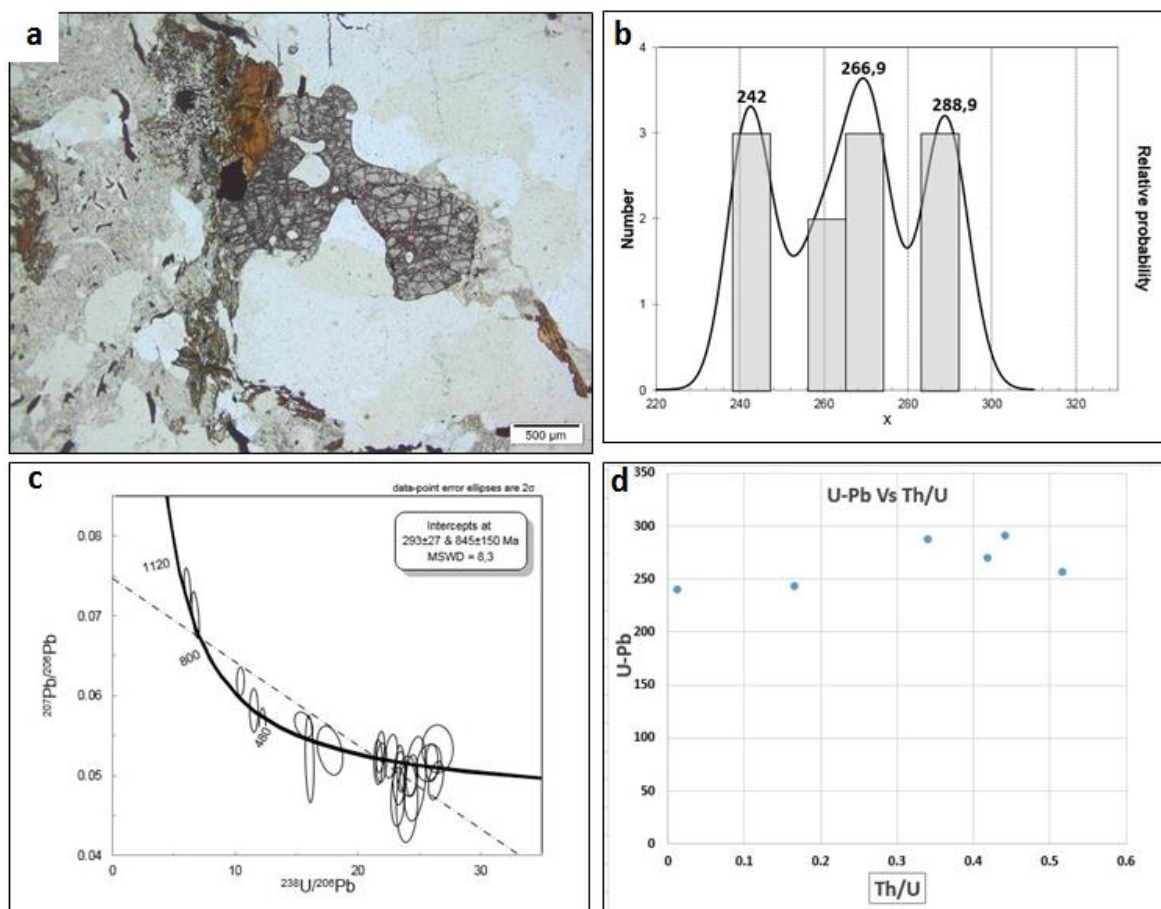 a
500 µm
b
242
266,9
288,9
4
3
2
1
0
Number
Relative probability
220
240
260
280
300
320
x
c
data-point error ellipses are 2σ
Intercepts at
293±27 & 845±150 Ma
MSWD = 8,3
1120
800
480
0.08
0.07
0.06
0.05
0.04
207Pb/206Pb
0
10
20
30
238U/206Pb
d
U-Pb Vs Th/U
350
300
250
200
150
100
50
0
U-Pb
0
0.1
0.2
0.3
0.4
0.5
0.6
Th/U